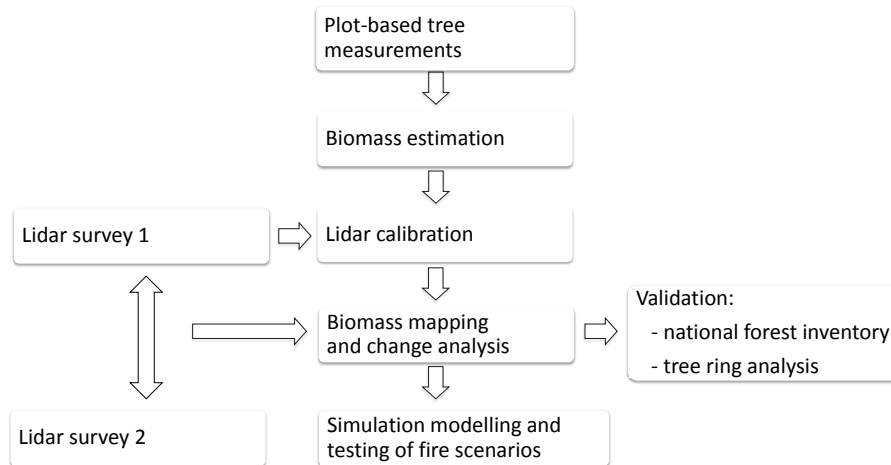 Plot-based tree
measurements
Biomass estimation
Lidar survey 1
Lidar calibration
Biomass mapping
and change analysis
Validation:
- national forest inventory
- tree ring analysis
Lidar survey 2
Simulation modelling and
testing of fire scenarios